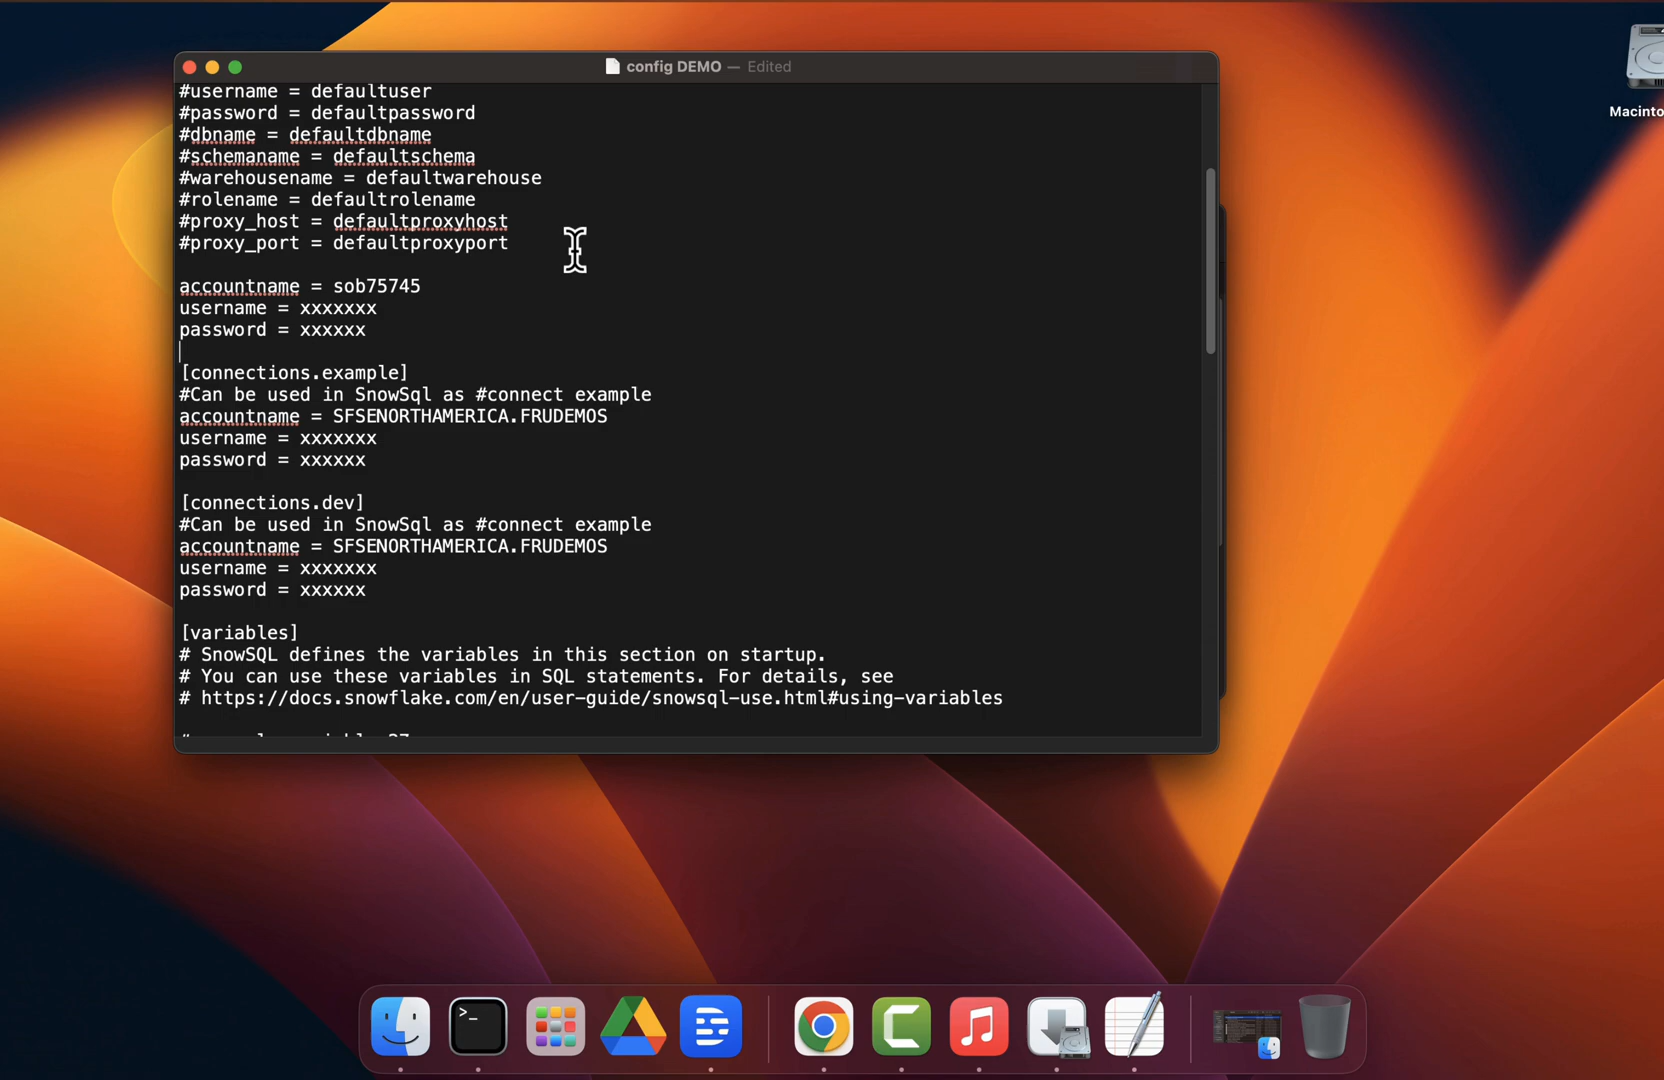 config DEMO — Edited
#username = defaultuser
#password = defaultpassword
#dbname = defaultdbname
#schemaname = defaultschema
#warehousename = defaultwarehouse
#rolename = defaultrolename
#proxy_host = defaultproxyhost
#proxy_port = defaultproxyport
accountname = sob75745
username = xxxxxxx
password = xxxxxx
[connections.example]
#Can be used in SnowSql as #connect example
accountname = SFSENORTHAMERICA.FRUDEMOS
username = xxxxxxx
password = xxxxxx
[connections.dev]
#Can be used in SnowSql as #connect example
accountname = SFSENORTHAMERICA.FRUDEMOS
username = xxxxxxx
password = xxxxxx
[variables]
# SnowSQL defines the variables in this section on startup.
# You can use these variables in SQL statements. For details, see
# https://docs.snowflake.com/en/user-guide/snowsql-use.html#using-variables
Macinto
>_